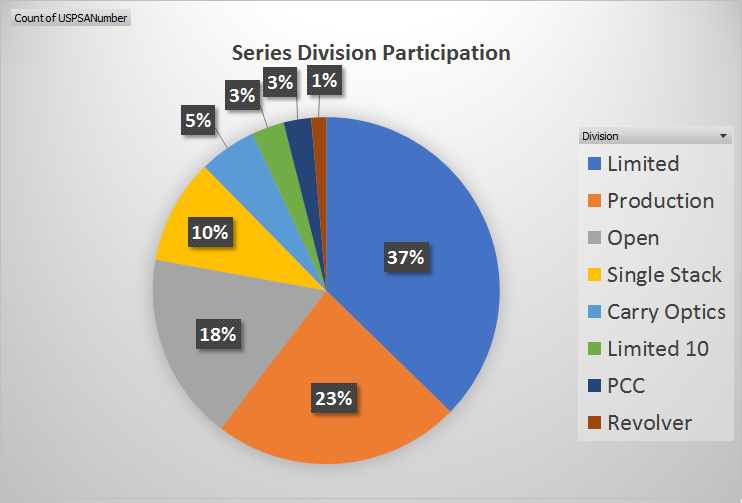 Count of USPSANumber
Series Division Participation
1%
3%
3%
5%
10%
37%
18%
23%
Division
Limited
Production
Open
Single Stack
Carry Optics
Limited 10
PCC
Revolver